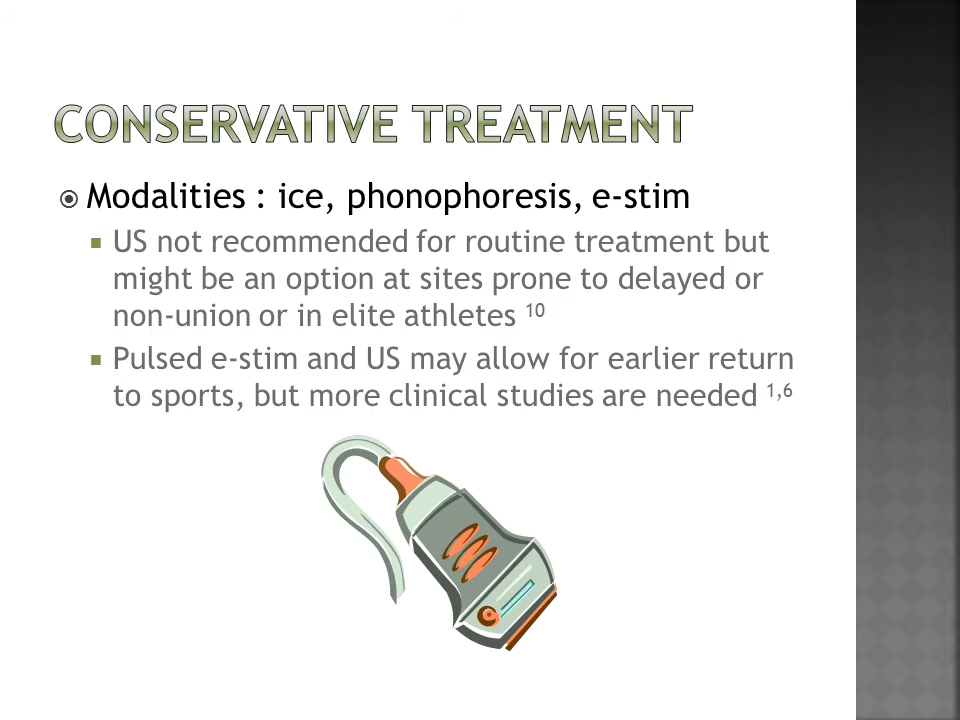 CONSERVATIVE TREATMENT
Modalities : ice, phonophoresis, e-stim
US not recommended for routine treatment but
might be an option at sites prone to delayed or
non-union or in elite athletes 10
Pulsed e-stim and US may allow for earlier return
to sports, but more clinical studies are needed 1,6